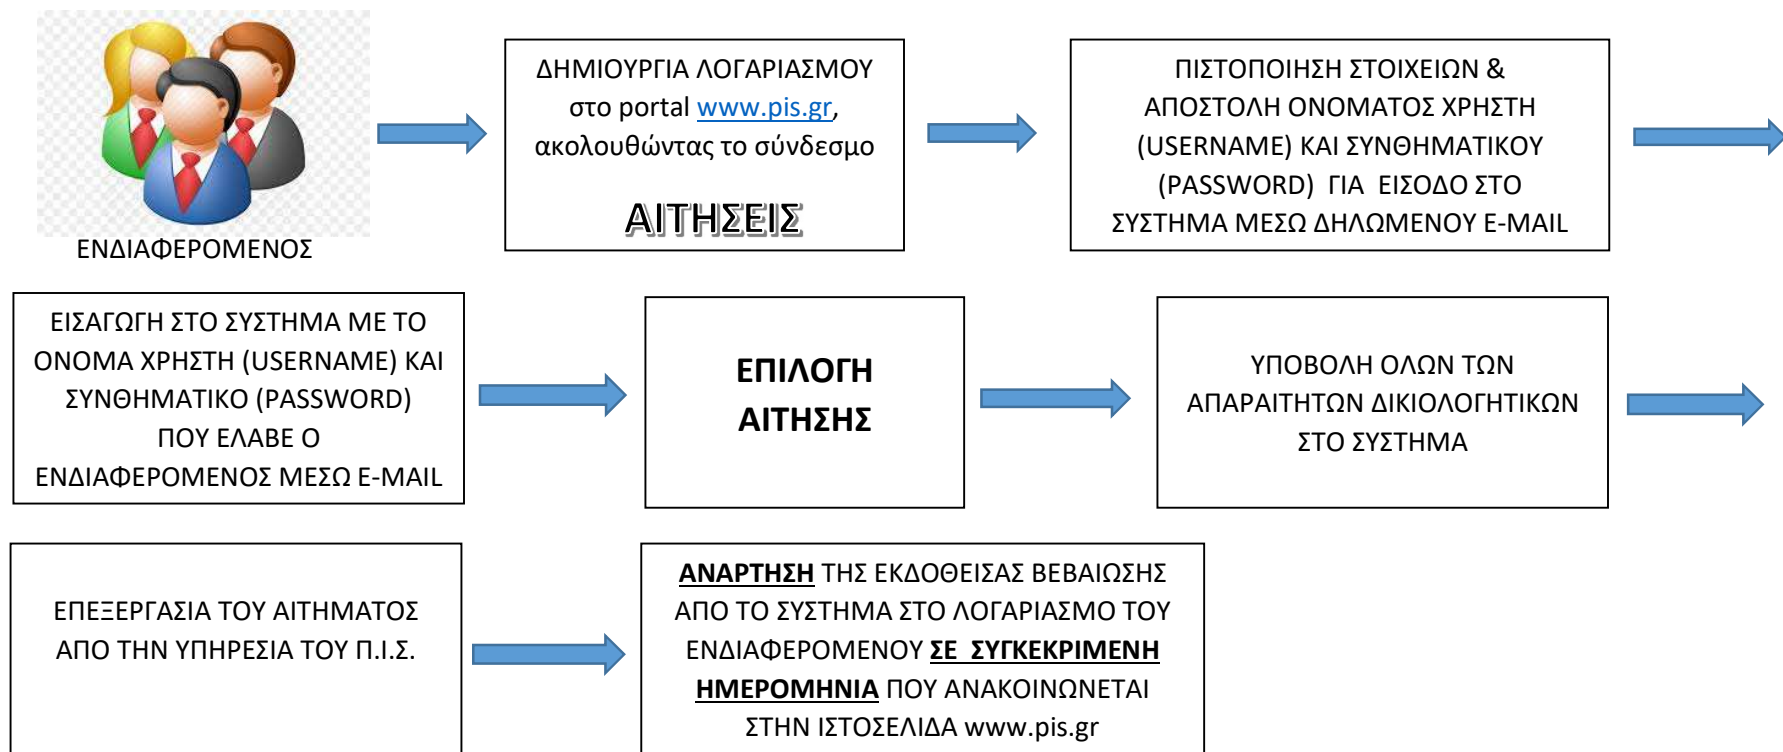 ΕΝΔΙΑΦΕΡΟΜΕΝΟΣ
ΔΗΜΙΟΥΡΓΙΑ ΛΟΓΑΡΙΑΣΜΟΥ
στο portal www.pis.gr,
ακολουθώντας το σύνδεσμο
ΑΙΤΗΣΕΙΣ
ΠΙΣΤΟΠΟΙΗΣΗ ΣΤΟΙΧΕΙΩΝ &
ΑΠΟΣΤΟΛΗ ΟΝΟΜΑΤΟΣ ΧΡΗΣΤΗ
(USERNAME) ΚΑΙ ΣΥΝΘΗΜΑΤΙΚΟΥ
(PASSWORD) ΓΙΑ ΕΙΣΟΔΟ ΣΤΟ
ΣΥΣΤΗΜΑ ΜΕΣΩ ΔΗΛΩΜΕΝΟΥ E-MAIL
ΕΙΣΑΓΩΓΗ ΣΤΟ ΣΥΣΤΗΜΑ ΜΕ ΤΟ
ΟΝΟΜΑ ΧΡΗΣΤΗ (USERNAME) ΚΑΙ
ΣΥΝΘΗΜΑΤΙΚΟ (PASSWORD)
ΠΟΥ ΕΛΑΒΕ Ο
ΕΝΔΙΑΦΕΡΟΜΕΝΟΣ ΜΕΣΩ E-MAIL
ΕΠΙΛΟΓΗ
ΑΙΤΗΣΗΣ
ΥΠΟΒΟΛΗ ΟΛΩΝ ΤΩΝ
ΑΠΑΡΑΙΤΗΤΩΝ ΔΙΚΙΟΛΟΓΗΤΙΚΩΝ
ΣΤΟ ΣΥΣΤΗΜΑ
ΕΠΕΞΕΡΓΑΣΙΑ ΤΟΥ ΑΙΤΗΜΑΤΟΣ
ΑΠΟ ΤΗΝ ΥΠΗΡΕΣΙΑ ΤΟΥ Π.Ι.Σ.
ΑΝΑΡΤΗΣΗ ΤΗΣ ΕΚΔΟΘΕΙΣΑΣ ΒΕΒΑΙΩΣΗΣ
ΑΠΟ ΤΟ ΣΥΣΤΗΜΑ ΣΤΟ ΛΟΓΑΡΙΑΣΜΟ ΤΟΥ
ΕΝΔΙΑΦΕΡΟΜΕΝΟΥ ΣΕ ΣΥΓΚΕΚΡΙΜΕΝΗ
ΗΜΕΡΟΜΗΝΙΑ ΠΟΥ ΑΝΑΚΟΙΝΩΝΕΤΑΙ
ΣΤΗΝ ΙΣΤΟΣΕΛΙΔΑ www.pis.gr